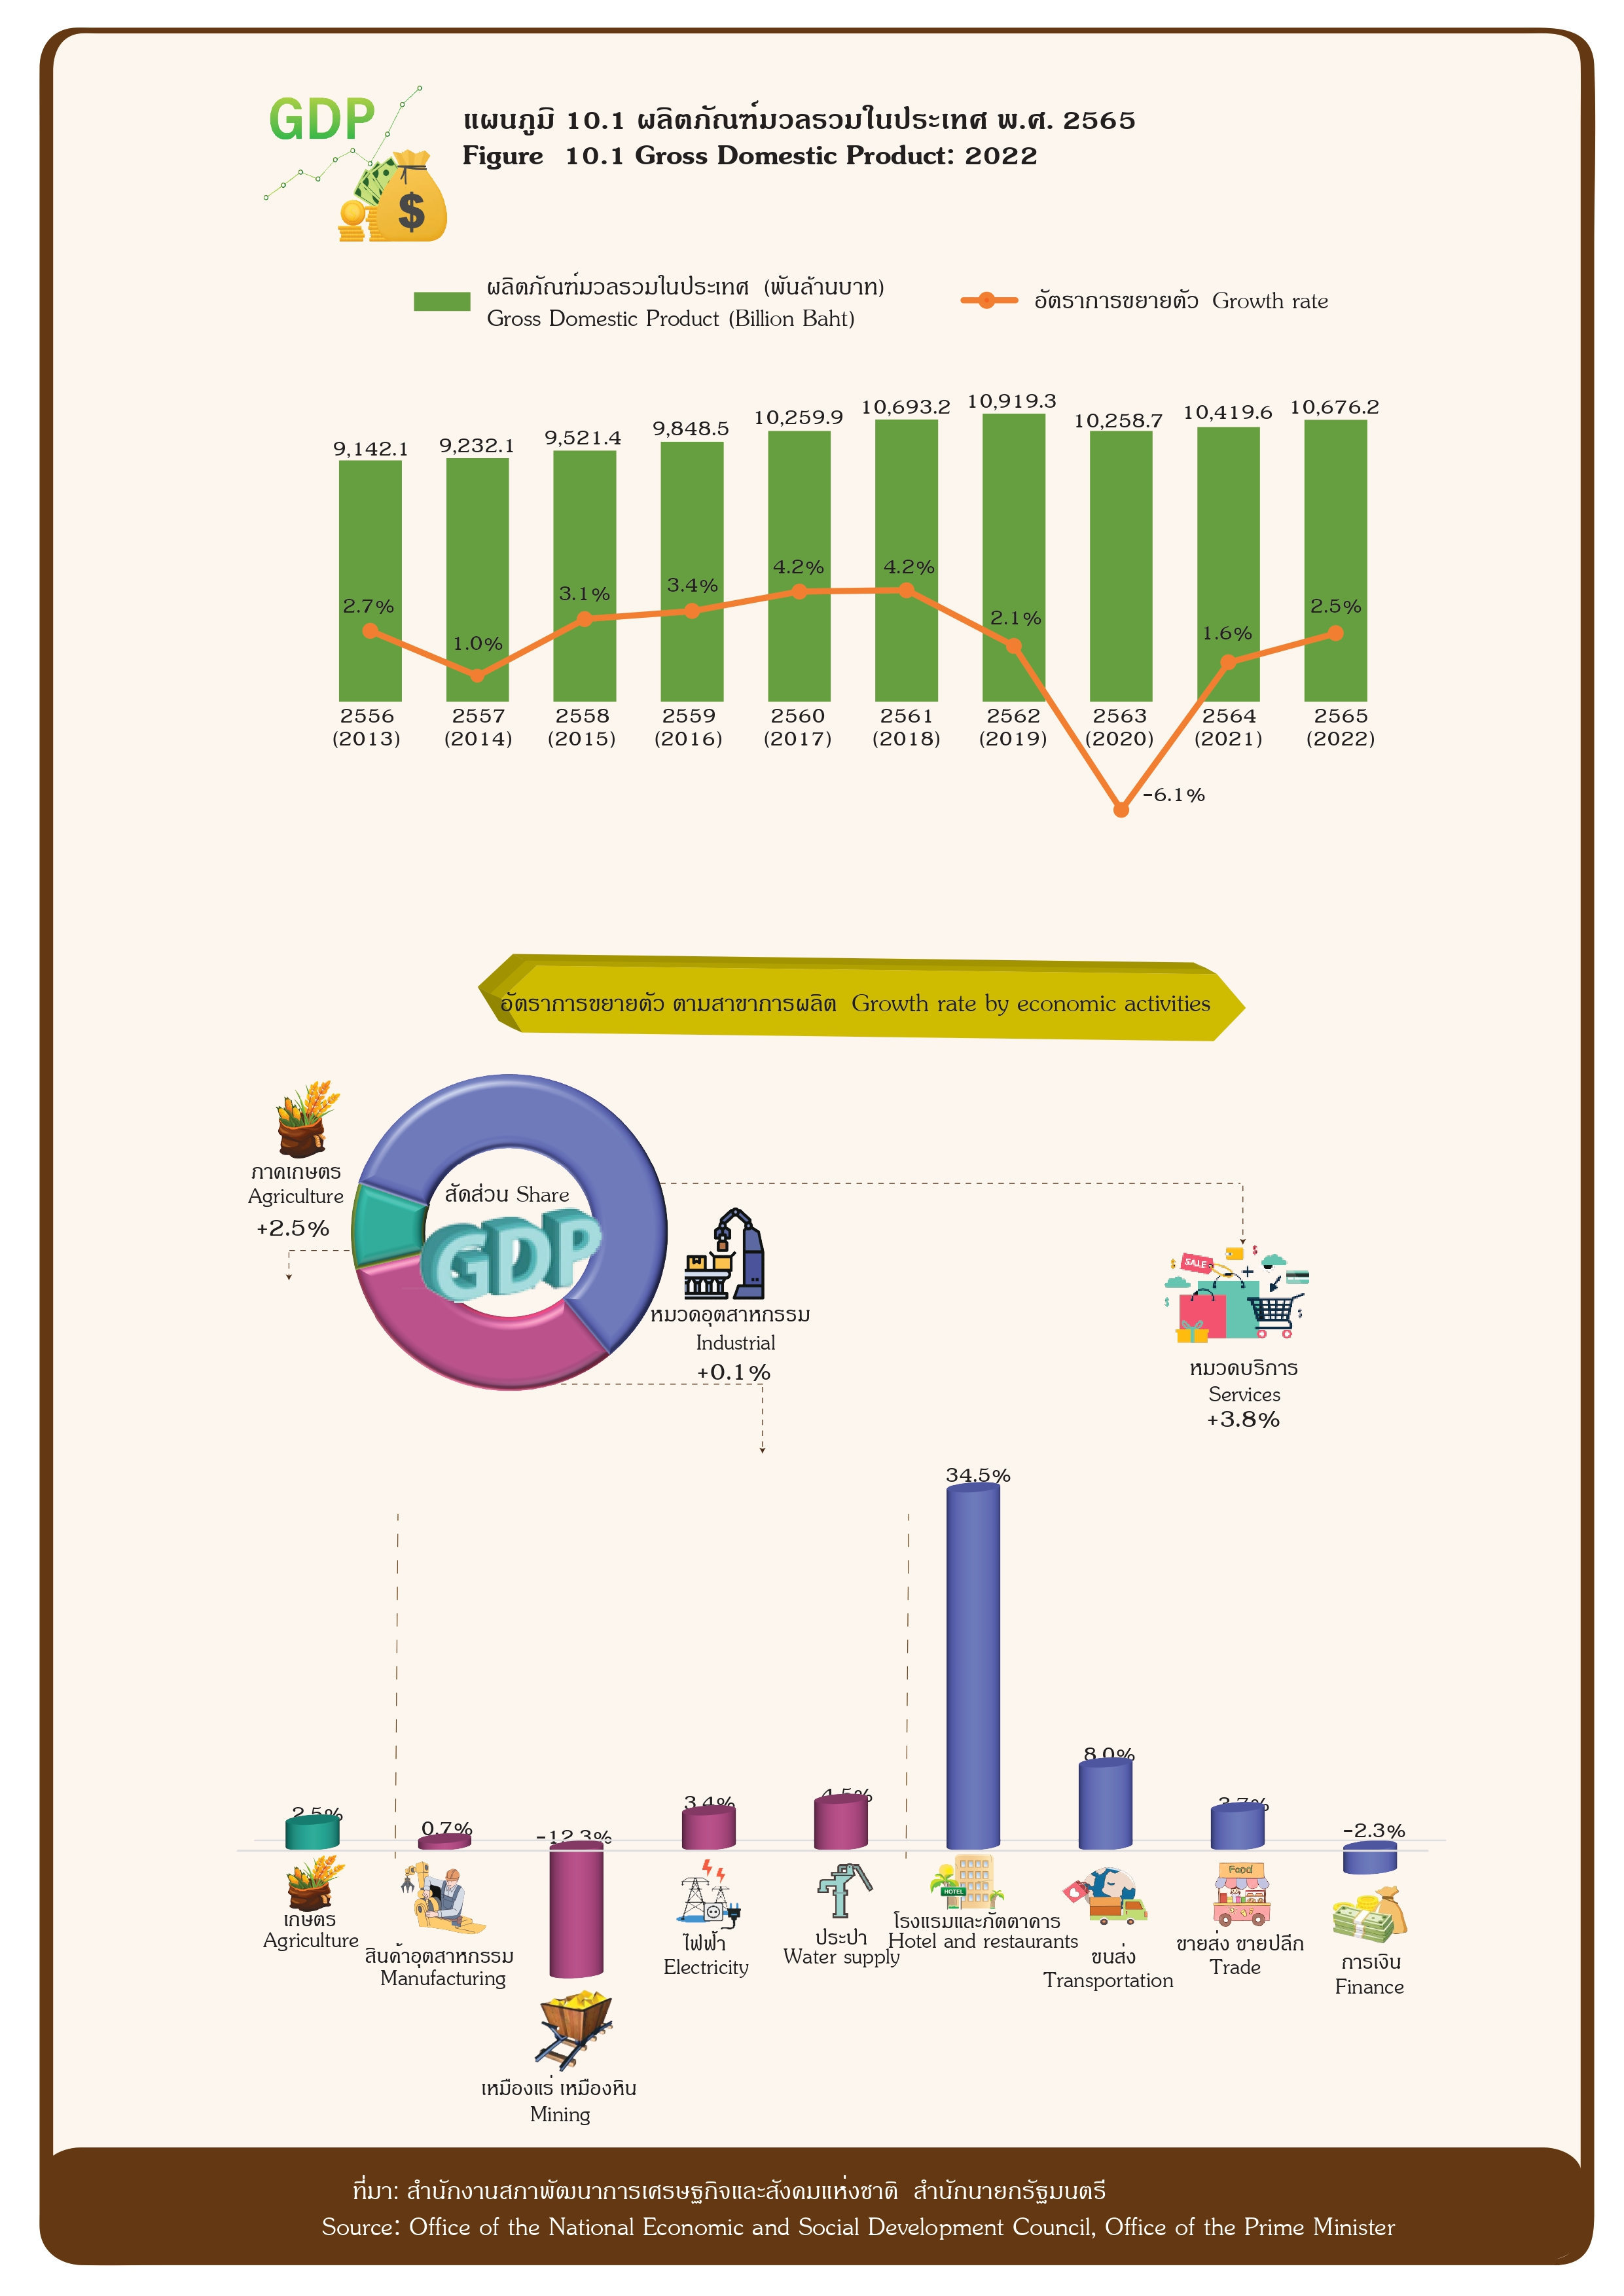 GDP
$
แผนภูมิ 10.1 ผลิตภัณฑ์มวลรวมในประเทศ พ.ศ. 2565
Figure 10.1 Gross Domestic Product: 2022
ผลิตภัณฑ์มวลรวมในประเทศ (พันล้านบาท)
Gross Domestic Product (Billion Baht)
อัตราการขยายตัว Growth rate
9,142.1 9,232.1 9,521.4 9,848.5 10,259.9 10,693.2 10,919.3 10,258.7 10,419.6 10,676.2
2.7% 1.0% 3.1% 3.4% 4.2% 4.2% 2.1% 1.6% 2.5%
2556 2557 2558 2559 2560 2561 2562 2563 2564 2565
(2013) (2014) (2015) (2016) (2017) (2018) (2019) (2020) (2021) (2022)
-6.1%
อัตราการขยายตัว ตามสาขาการผลิต Growth rate by economic activities
ภาคเกษตร
Agriculture
+2.5%
สัดส่วน Share
GDP
หมวดอุตสาหกรรม
Industrial
+0.1%
SALE
หมวดบริการ
Services
+3.8%
34.5%
8.0%
2.5% 0.7% -12.3% 3.4% 4.5% 3.7% -2.3%
HOTEL
Food
เกษตร
Agriculture
สินค้าอุตสาหกรรม
Manufacturing
เหมืองแร่ เหมืองหิน
Mining
ไฟฟ้า
Electricity
ประปา
Water supply
โรงแรมและภัตตาคาร
Hotel and restaurants
ขนส่ง
Transportation
ขายส่ง ขายปลีก
Trade
การเงิน
Finance
ที่มา: สำนักงานสภาพัฒนาการเศรษฐกิจและสังคมแห่งชาติ สำนักนายกรัฐมนตรี
Source: Office of the National Economic and Social Development Council, Office of the Prime Minister